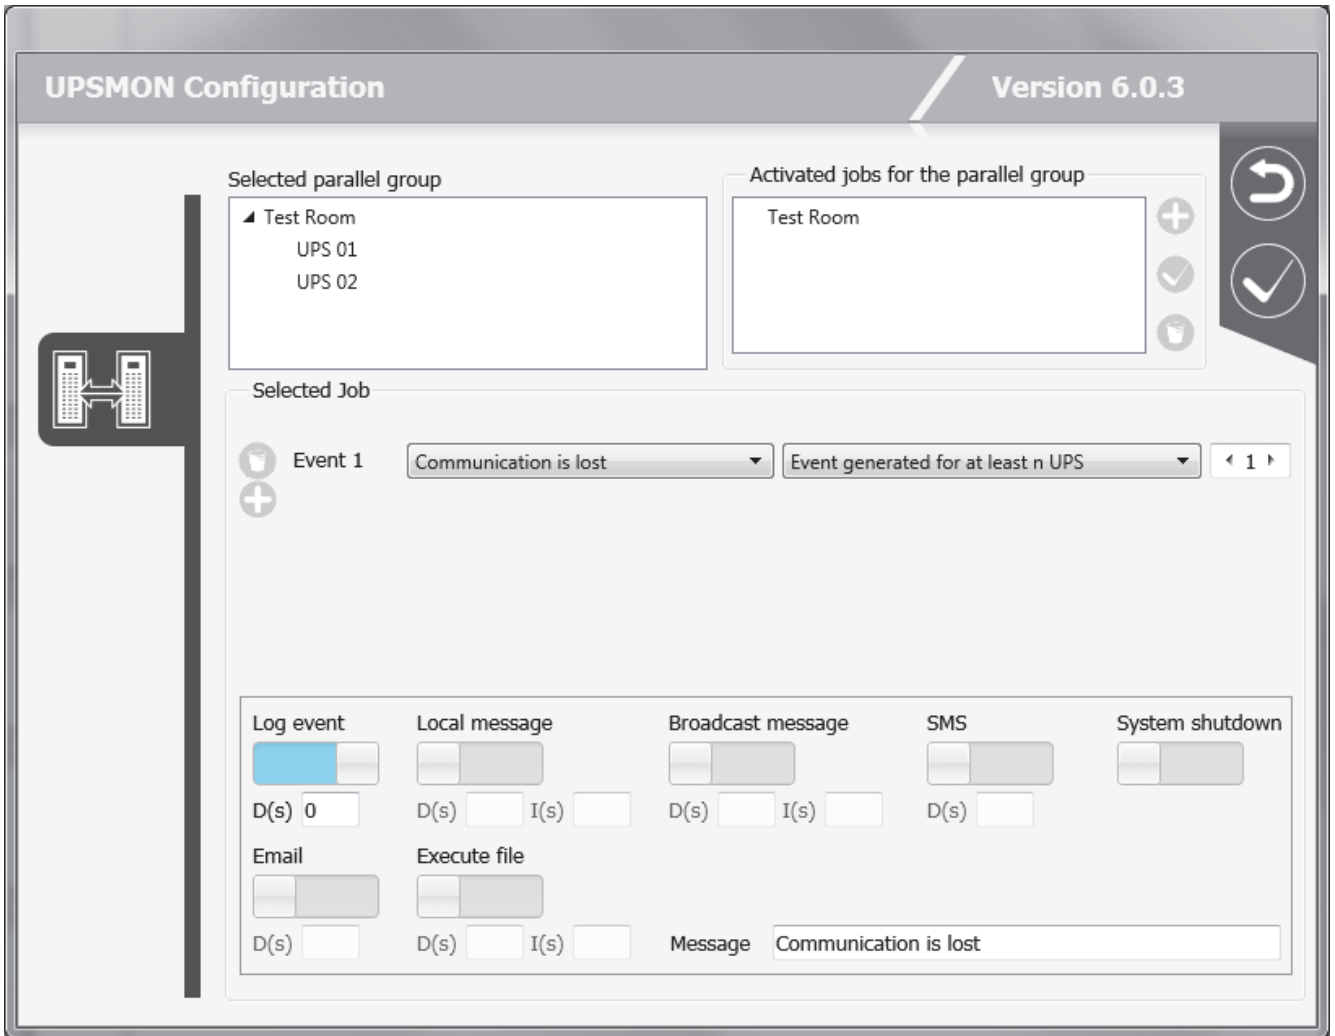 UPSMON Configuration
Version 6.0.3
Selected parallel group
Test Room
UPS 01
UPS 02
Activated jobs for the parallel group
Test Room
Selected Job
Event 1 Communication is lost Event generated for at least n UPS 1
Log event Local message Broadcast message SMS System shutdown
D(s) 0 D(s) I(s) D(s) I(s) D(s)
Email Execute file
D(s) D(s) I(s) Message Communication is lost